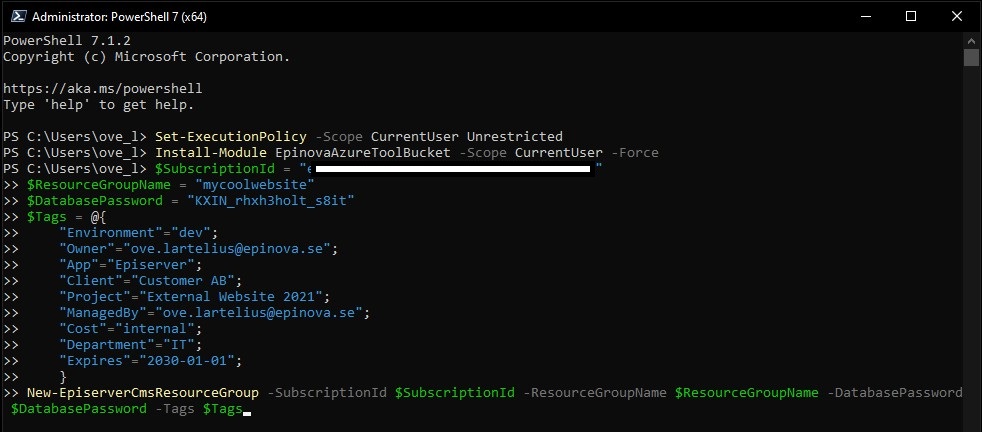 Administrator: PowerShell 7 (x64)
PowerShell 7.1.2
Copyright (c) Microsoft Corporation.
https://aka.ms/powershell
Type 'help' to get help.
PS C:\Users\ove_l> Set-ExecutionPolicy -Scope CurrentUser Unrestricted
PS C:\Users\ove_l> Install-Module EpinovaAzureToolBucket -Scope CurrentUser -Force
PS C:\Users\ove_l> $SubscriptionId = "e "
>> $ResourceGroupName = "mycoolwebsite"
>> $DatabasePassword = "KXIN_rhxh3holt_s8it"
>> $Tags = @{
>>     "Environment"="dev";
>>     "Owner"="ove.lartelius@epinova.se";
>>     "App"="Episerver";
>>     "Client"="Customer AB";
>>     "Project"="External Website 2021";
>>     "ManagedBy"="ove.lartelius@epinova.se";
>>     "Cost"="internal";
>>     "Department"="IT";
>>     "Expires"="2030-01-01";
>>     }
>> New-EpiserverCmsResourceGroup -SubscriptionId $SubscriptionId -ResourceGroupName $ResourceGroupName -DatabasePassword
$DatabasePassword -Tags $Tags